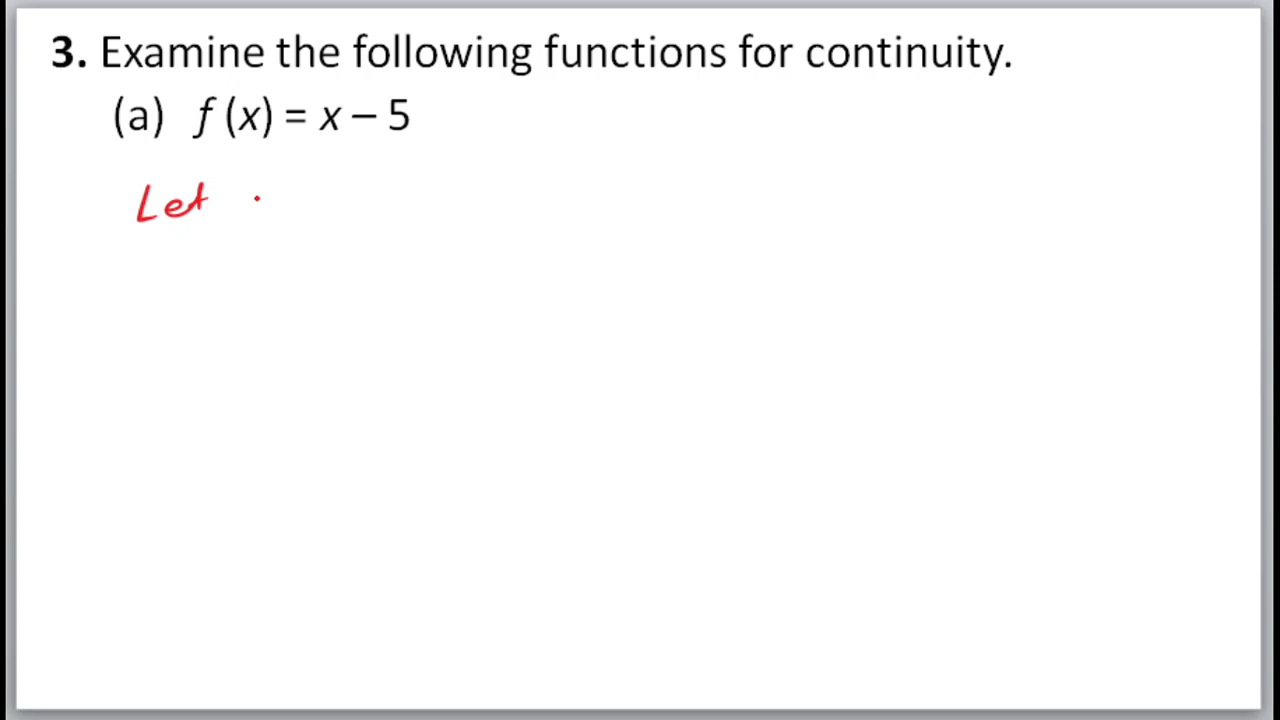 3. Examine the following functions for continuity.
(a) f (x) = x – 5
Let